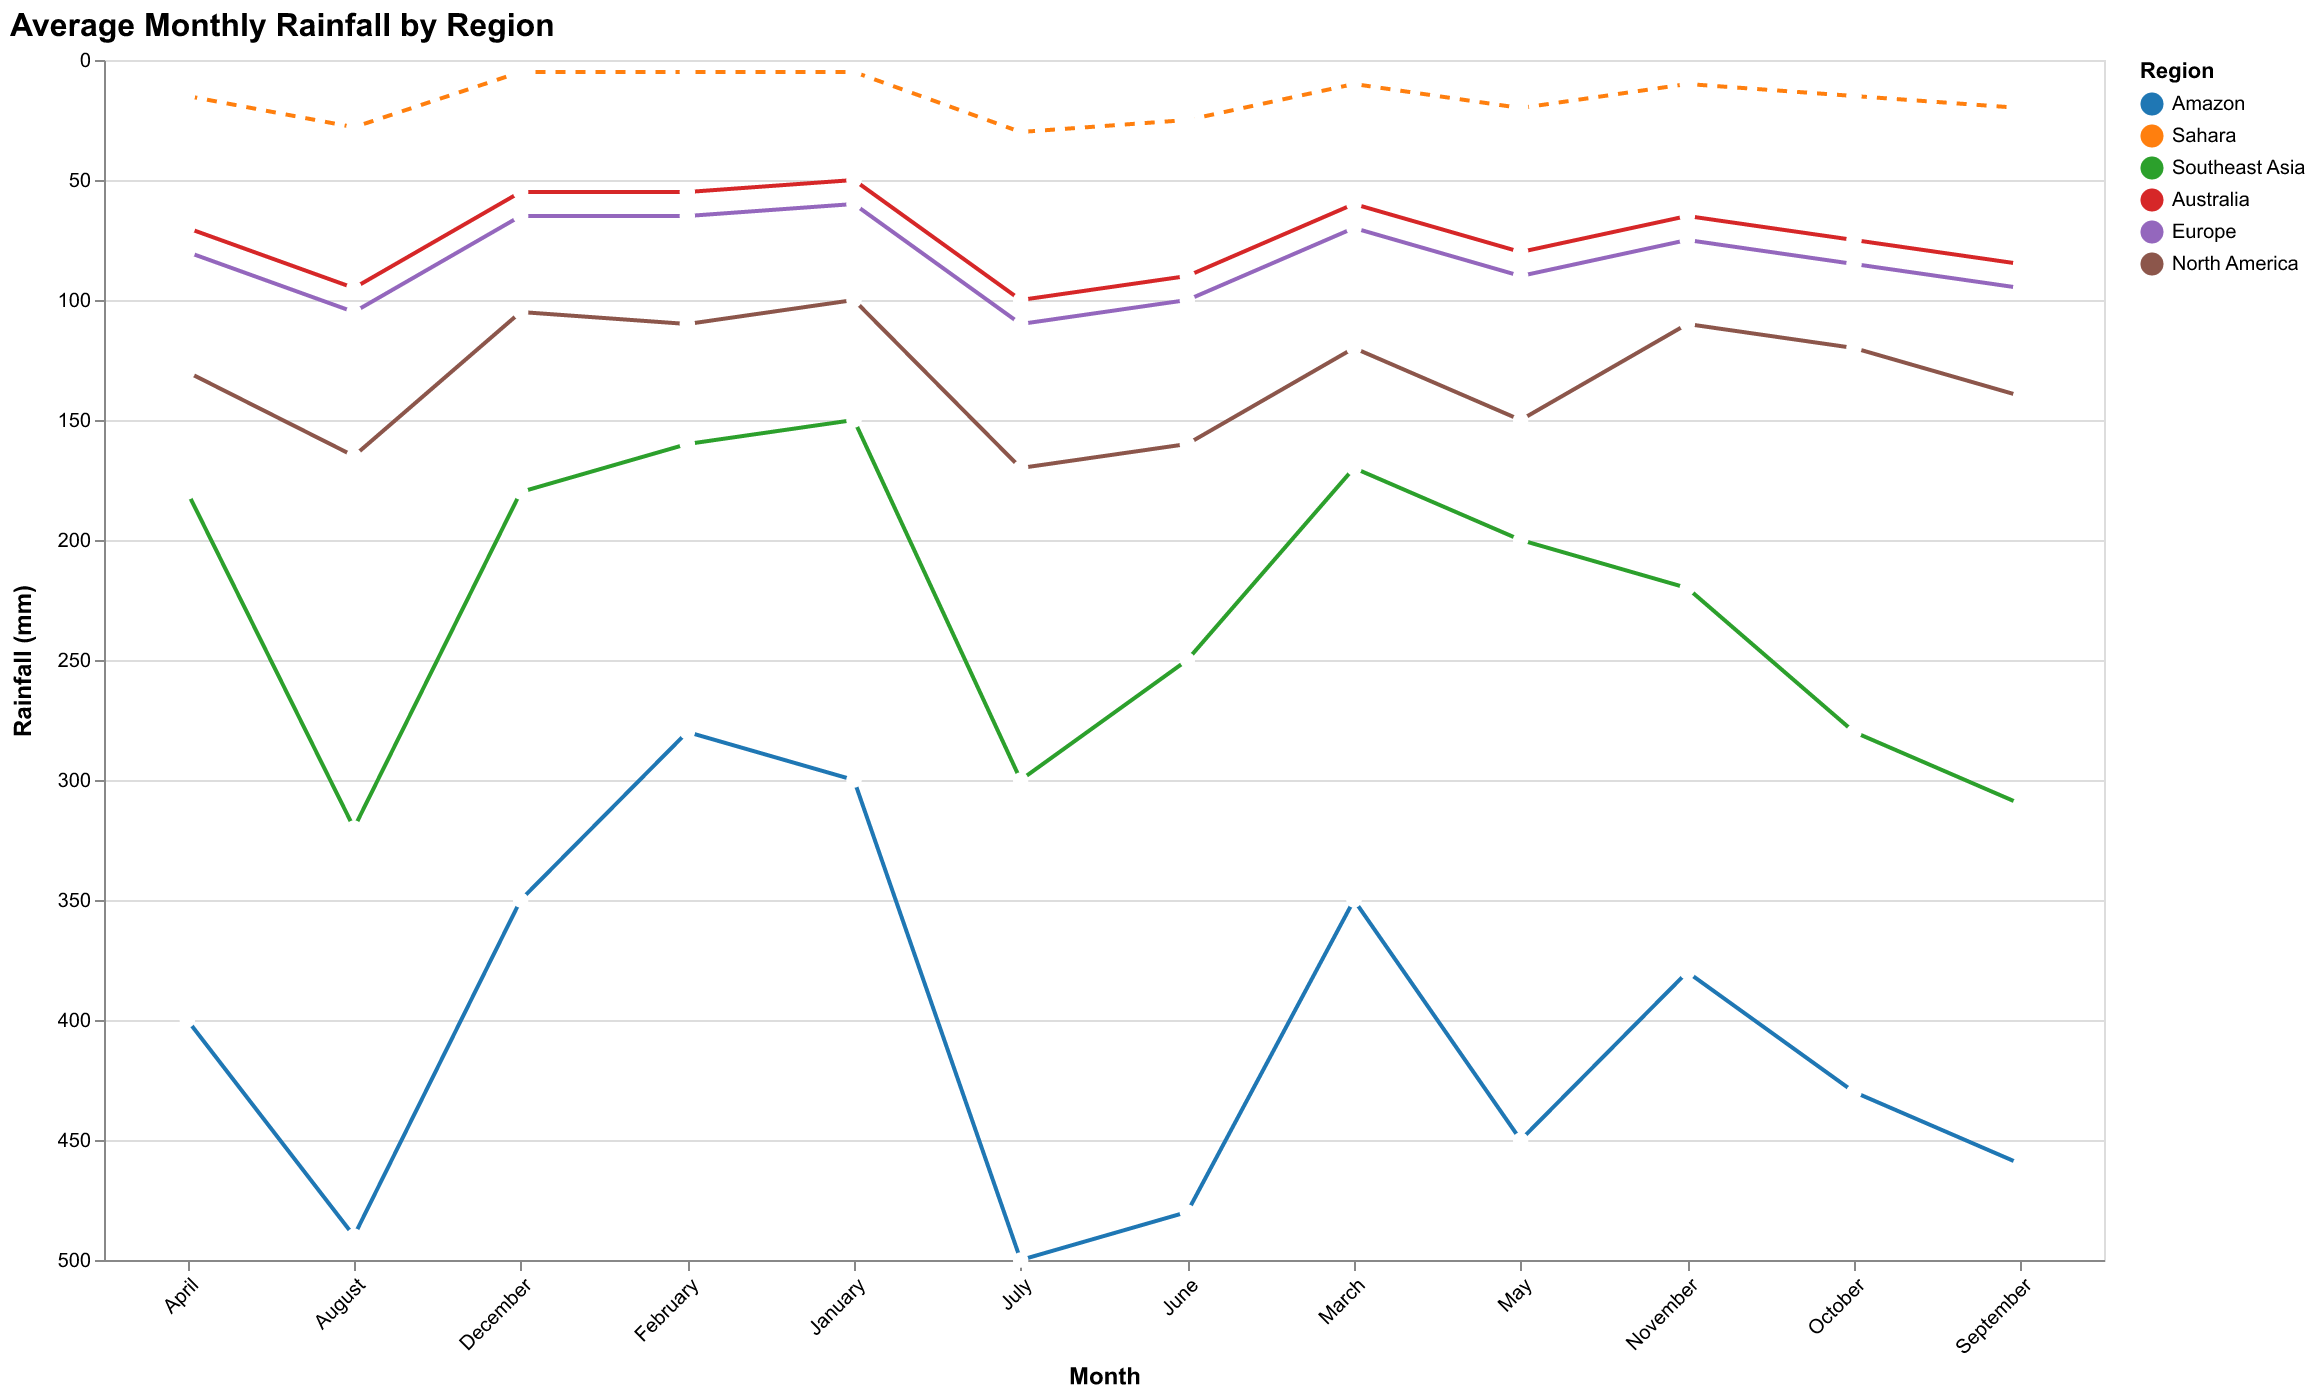 Average Monthly Rainfall by Region
0
50
100
150
200
250
300
350
400
450
500
Rainfall (mm)
April
August
December
February
January
July
June
March
May
November
October
September
Month
Region
Amazon
Sahara
Southeast Asia
Australia
Europe
North America